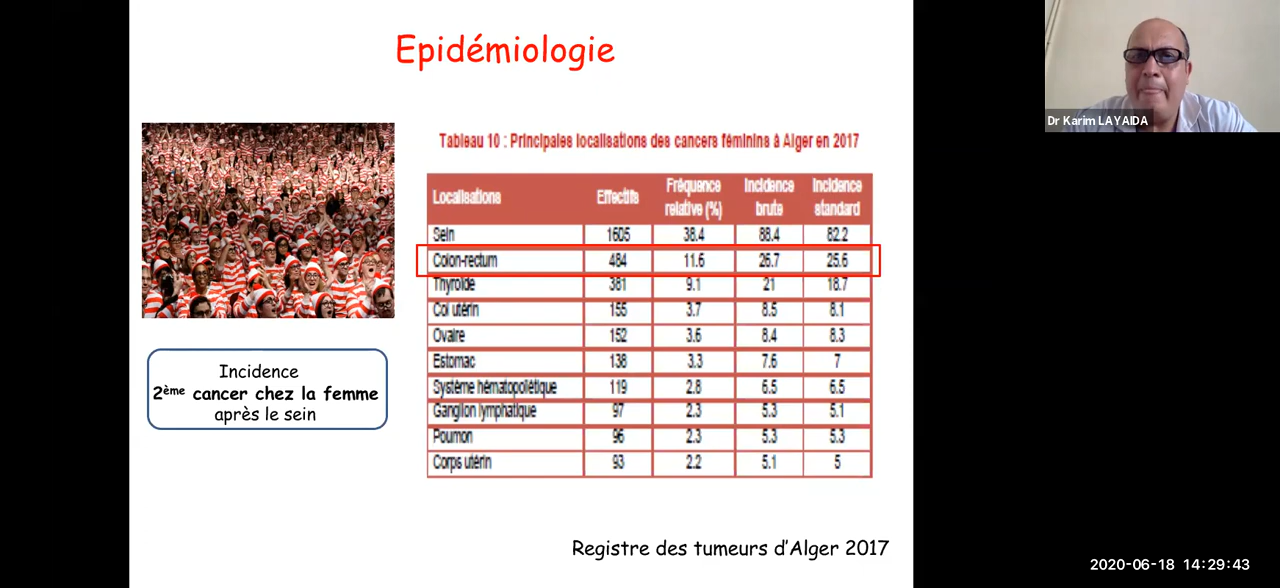 Epidémiologie
Dr Karim LAYAIDA
Tableau 10 : Principales localisations des cancers féminins à Alger en 2017
Localisations Effectifs Fréquence relative (%) Incidence brute Incidence standard
Sein 1605 38.4 88.4 82.2
Colon-rectum 484 11.6 26.7 25.6
Thyroïde 381 9.1 21 18.7
Col utérin 155 3.7 8.5 8.1
Ovaire 152 3.6 8.4 8.3
Estomac 138 3.3 7.6 7
Système hématopoïétique 119 2.8 6.5 6.5
Ganglion lymphatique 97 2.3 5.3 5.1
Poumon 96 2.3 5.3 5.3
Corps utérin 93 2.2 5.1 5
Incidence
2ème cancer chez la femme
après le sein
Registre des tumeurs d’Alger 2017
2020-06-18 14:29:43